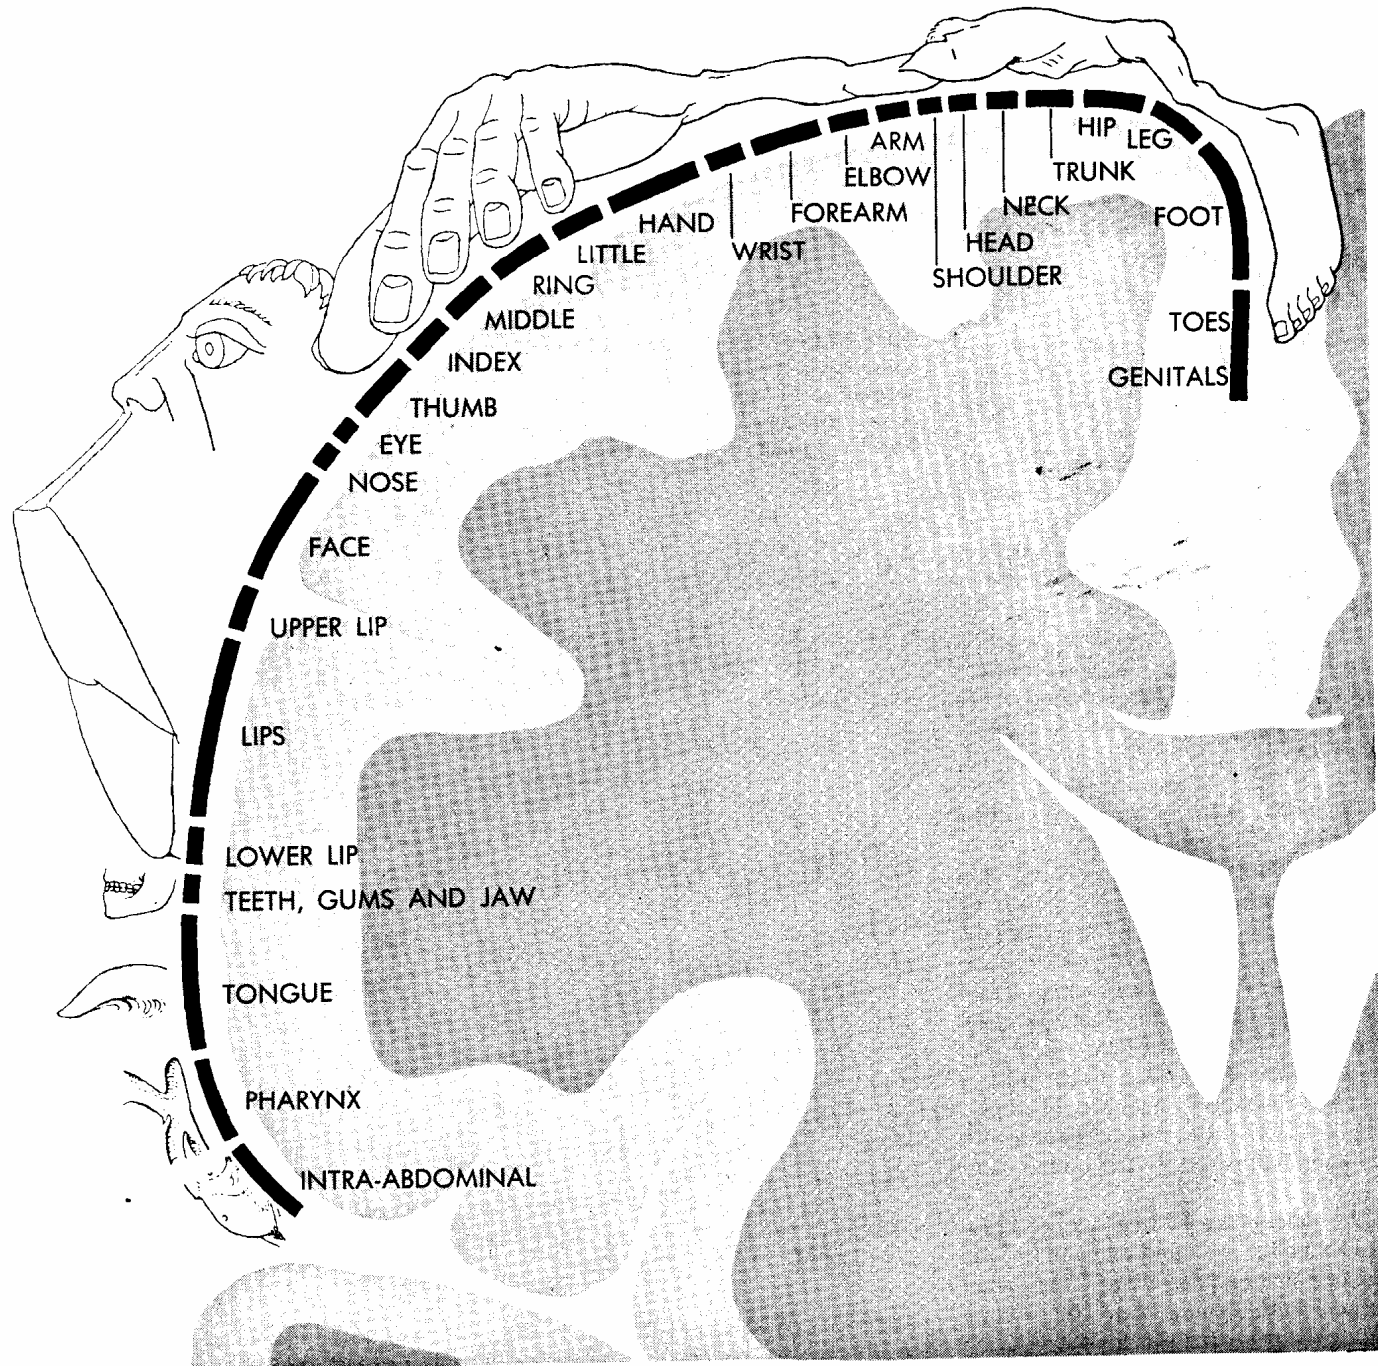 GENITALS
TOES
FOOT
LEG
HIP
TRUNK
NECK
HEAD
SHOULDER
ARM
ELBOW
FOREARM
WRIST
HAND
LITTLE
RING
MIDDLE
INDEX
THUMB
EYE
NOSE
FACE
UPPER LIP
LIPS
LOWER LIP
TEETH, GUMS AND JAW
TONGUE
PHARYNX
INTRA-ABDOMINAL